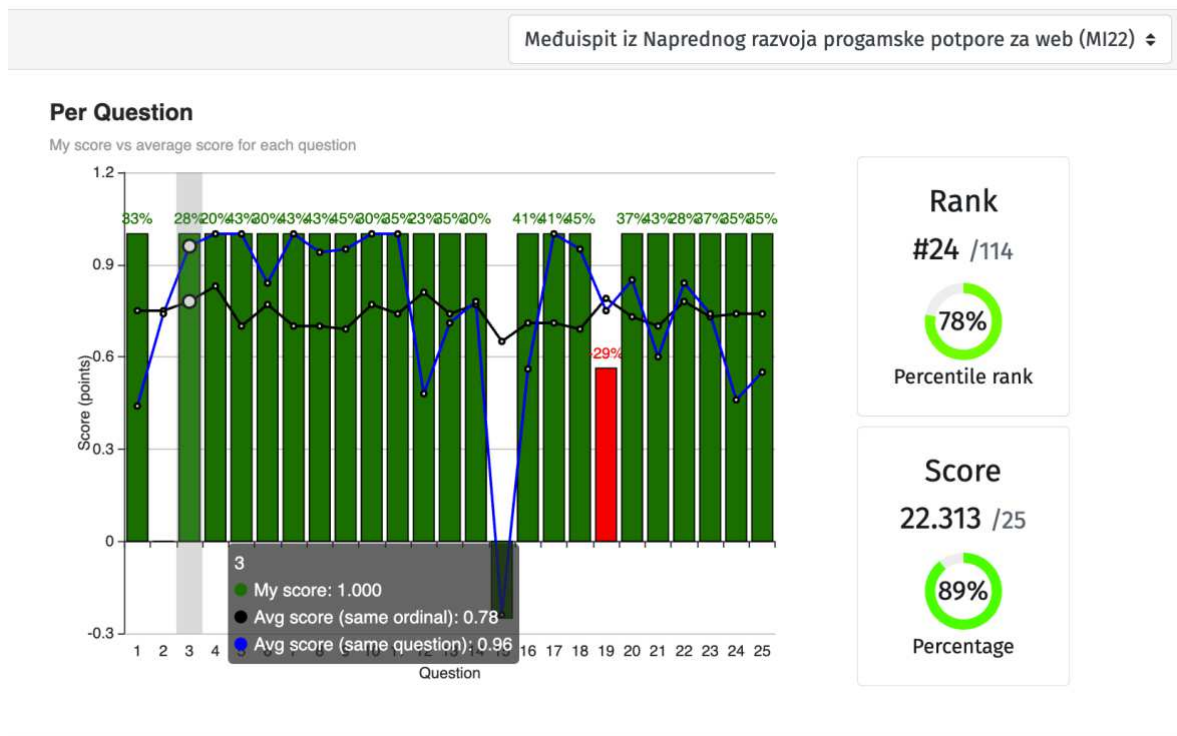 Međuispit iz Naprednog razvoja progamske potpore za web (MI22)
Per Question
My score vs average score for each question
1.2
33% 28% 20% 43% 30% 43% 43% 45% 30% 35% 23% 35% 30% 41% 41% 45% 37% 43% 28% 37% 35% 35%
0.9
0.6
-29%
0.3
0
-0.3
Score (points)
3
My score: 1.000
Avg score (same ordinal): 0.78
Avg score (same question): 0.96
1 2 3 4 16 17 18 19 20 21 22 23 24 25
Question
Rank
#24 /114
78%
Percentile rank
Score
22.313 /25
89%
Percentage